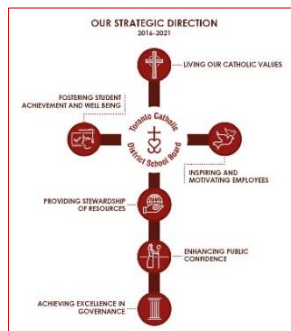 OUR STRATEGIC DIRECTION
2016-2021
LIVING OUR CATHOLIC VALUES
FOSTERING STUDENT
ACHIEVEMENT AND WELL BEING
Toronto Catholic
District School Board
INSPIRING AND
MOTIVATING EMPLOYEES
PROVIDING STEWARDSHIP
OF RESOURCES
ENHANCING PUBLIC
CONFIDENCE
ACHIEVING EXCELLENCE IN
GOVERNANCE